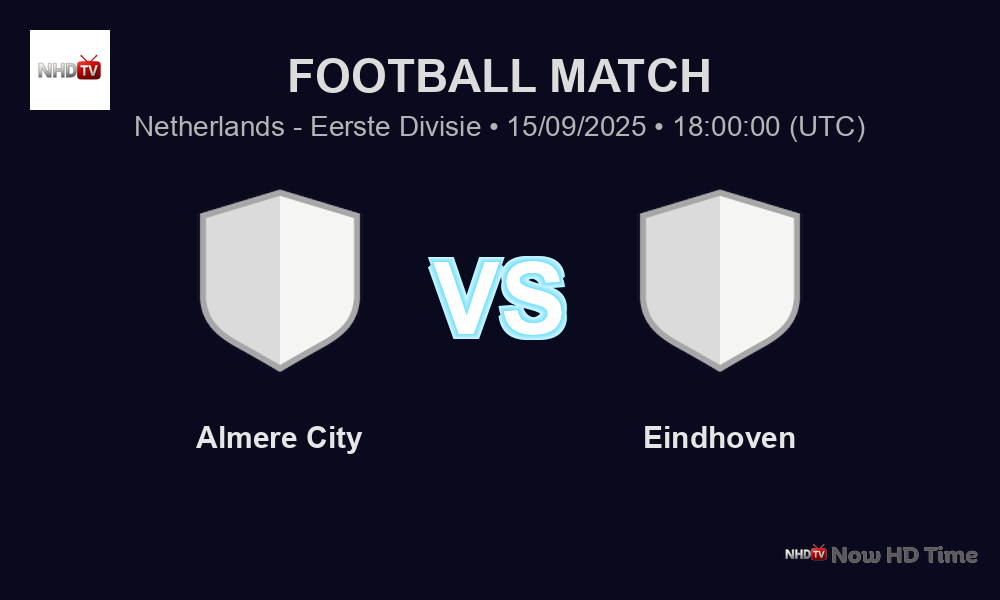 NHDTV
FOOTBALL MATCH
Netherlands - Eerste Divisie • 15/09/2025 • 18:00:00 (UTC)
VS
Almere City
Eindhoven
NHDTV Now HD Time